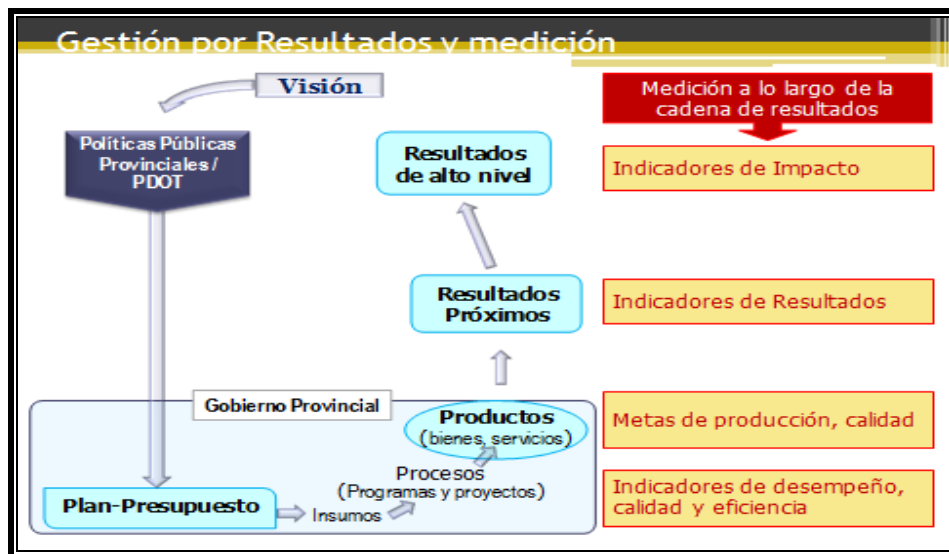 Gestión por Resultados y medición
Visión
Políticas Públicas
Provinciales /
PDOT
Resultados
de alto nivel
Resultados
Próximos
Gobierno Provincial
Productos
(bienes, servicios)
Procesos
(Programas y proyectos)
Plan-Presupuesto
Insumos
Medición a lo largo de la
cadena de resultados
Indicadores de Impacto
Indicadores de Resultados
Metas de producción, calidad
Indicadores de desempeño,
calidad y eficiencia